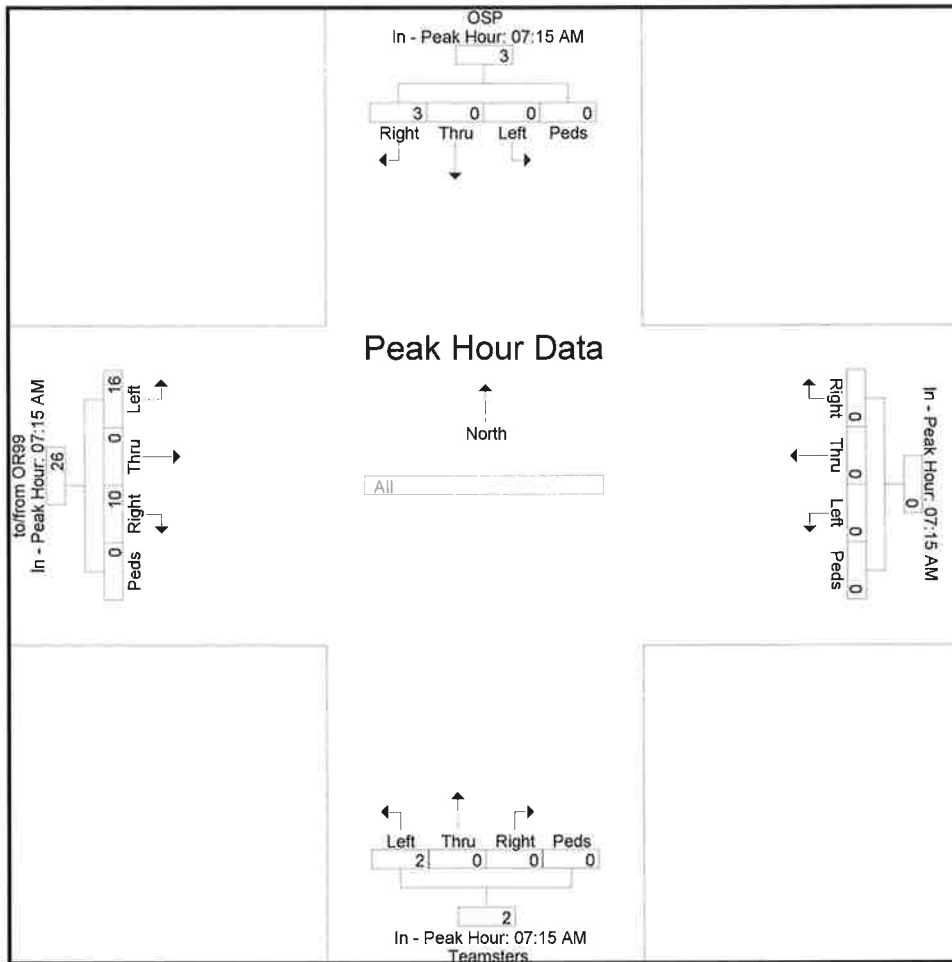 OSP
In - Peak Hour: 07:15 AM
3
3 0 0 0
Right Thru Left Peds
Peak Hour Data
North
All
to/from OR99
In - Peak Hour: 07:15 AM
26
16 0 10 0
Left Thru Right Peds
Right Thru Left Peds
0 0 0 0
0
In - Peak Hour: 07:15 AM
Left Thru Right Peds
2 0 0 0
2
In - Peak Hour: 07:15 AM
Teamsters